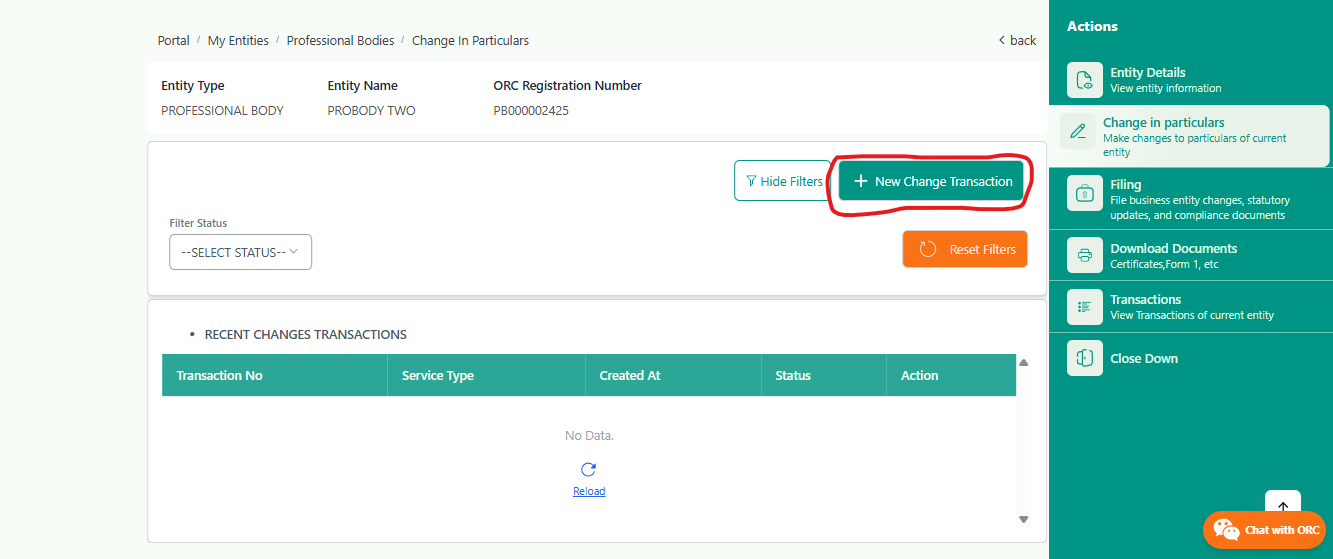 Portal / My Entities / Professional Bodies / Change In Particulars
back
Entity Type Entity Name ORC Registration Number
PROFESSIONAL BODY PROBODY TWO PB000002425
Hide Filters
+ New Change Transaction
Filter Status
--SELECT STATUS--
Reset Filters
• RECENT CHANGES TRANSACTIONS
Transaction No Service Type Created At Status Action
No Data.
Reload
Actions
Entity Details
View entity information
Change in particulars
Make changes to particulars of current
entity
Filing
File business entity changes, statutory
updates, and compliance documents
Download Documents
Certificates,Form 1, etc
Transactions
View Transactions of current entity
Close Down
Chat with ORC